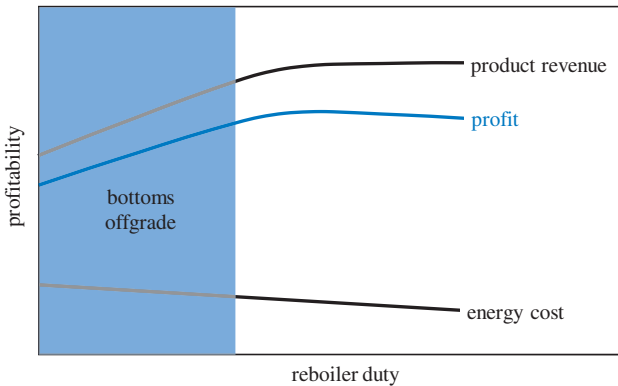 product revenue
profit
profitability
bottoms
offgrade
energy cost
reboiler duty